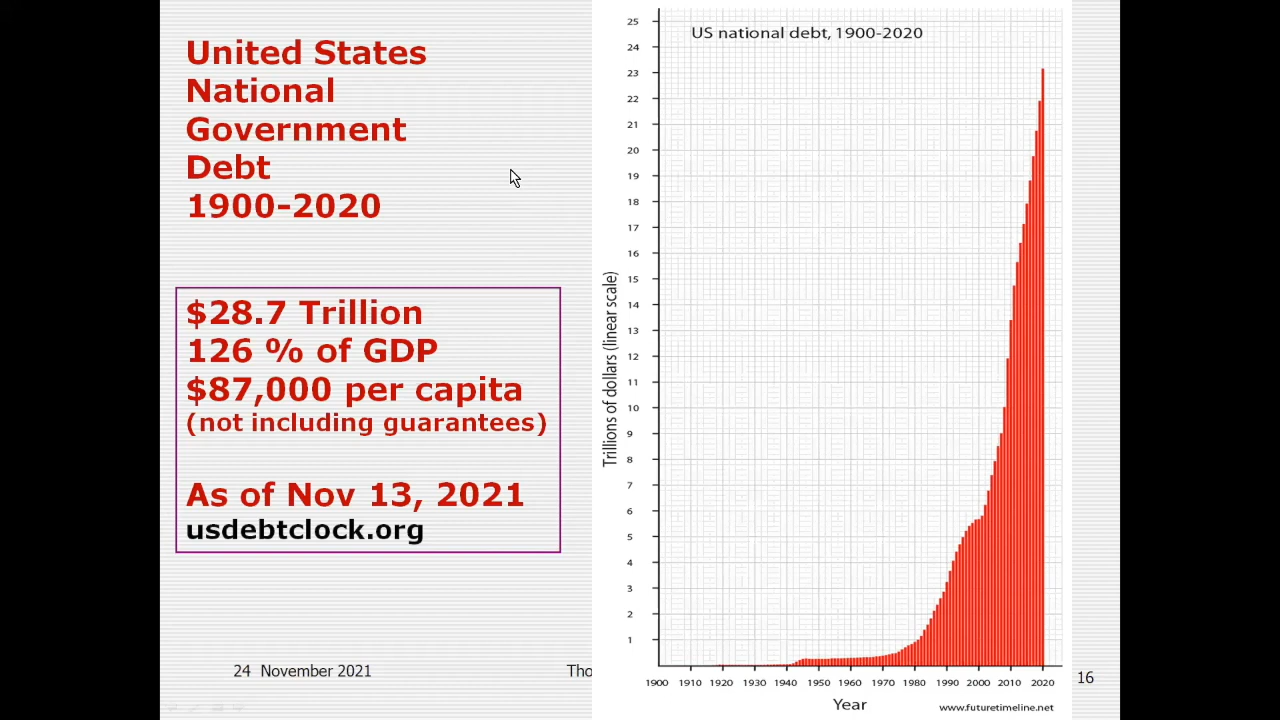 United States
National
Government
Debt
1900-2020
$28.7 Trillion
126 % of GDP
$87,000 per capita
(not including guarantees)
As of Nov 13, 2021
usdebtclock.org
24 November 2021
Tho
16
US national debt, 1900-2020
Trillions of dollars (linear scale)
25
24
23
22
21
20
19
18
17
16
15
14
13
12
11
10
9
8
7
6
5
4
3
2
1
1900 1910 1920 1930 1940 1950 1960 1970 1980 1990 2000 2010 2020
Year
www.futuretimeline.net